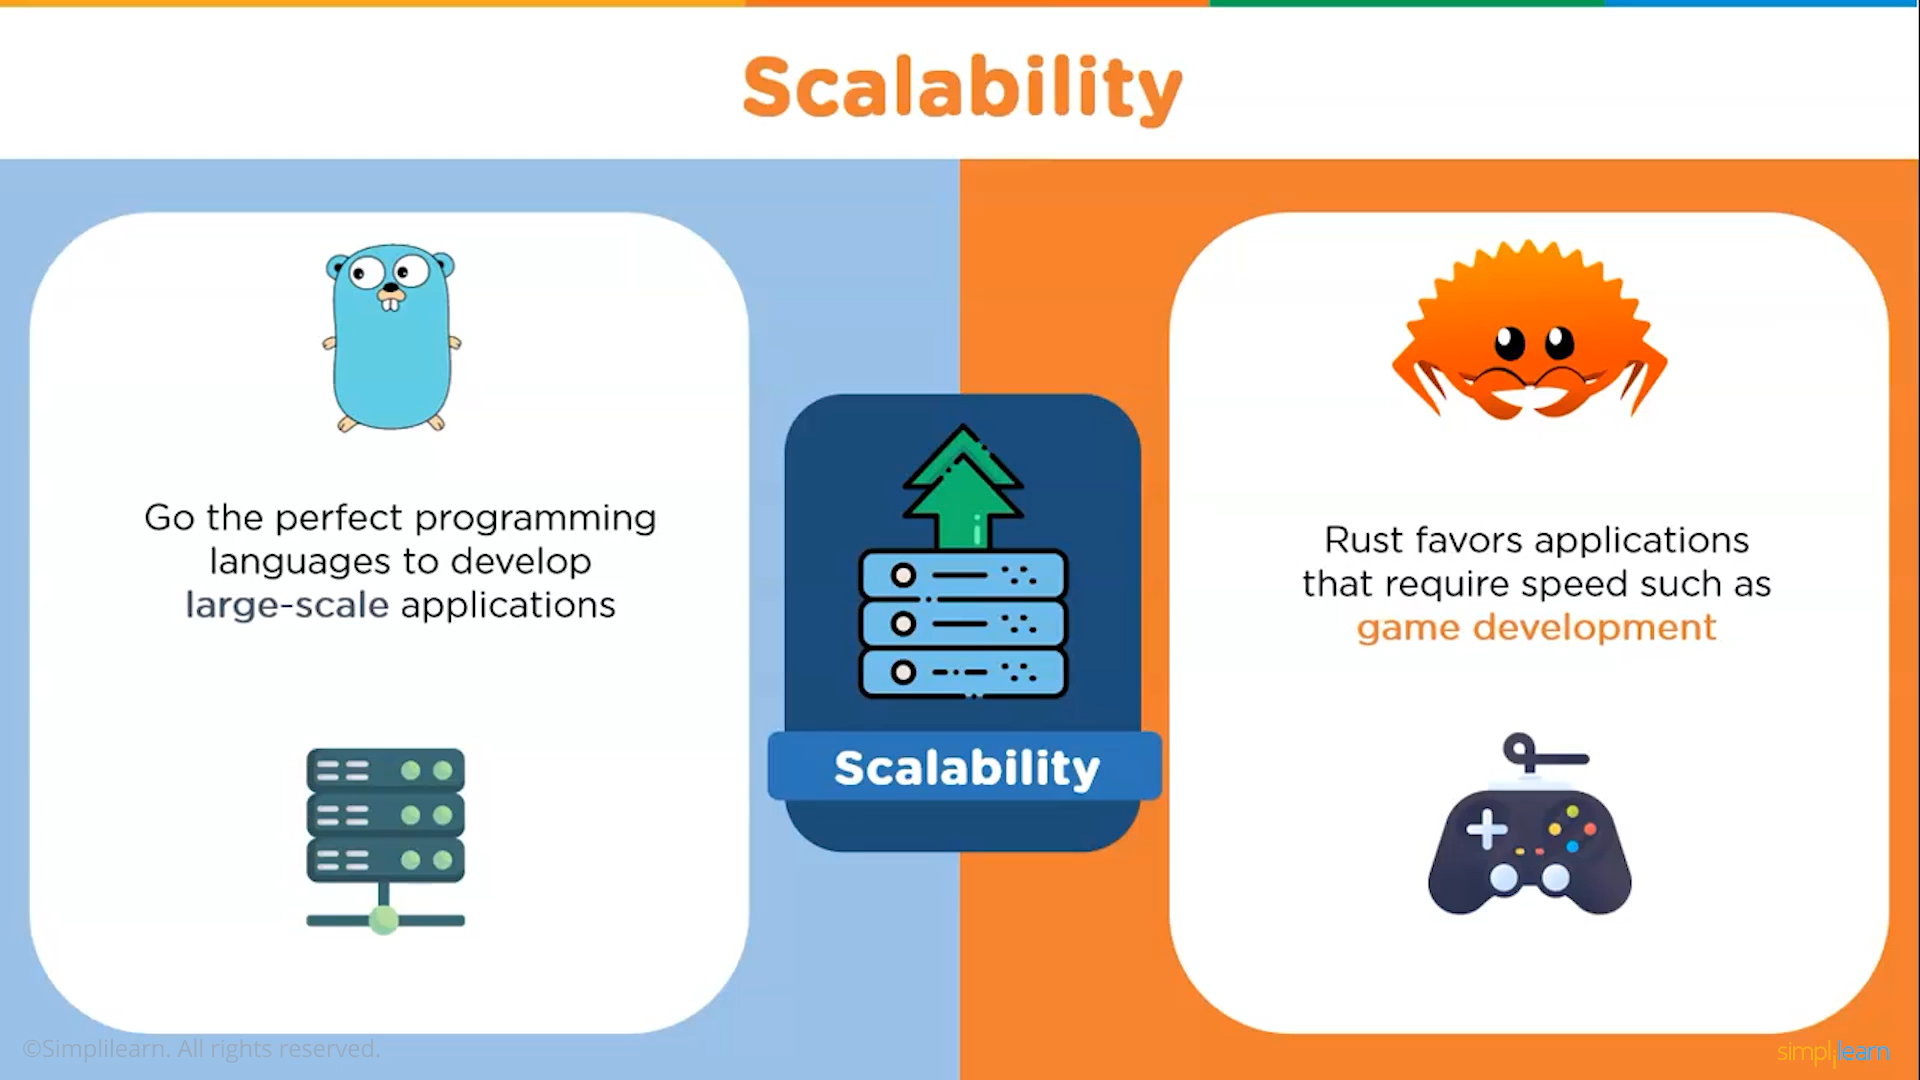 Scalability
Go the perfect programming
languages to develop
large-scale applications
Scalability
Rust favors applications
that require speed such as
game development
©Simplilearn. All rights reserved.
simplilearn